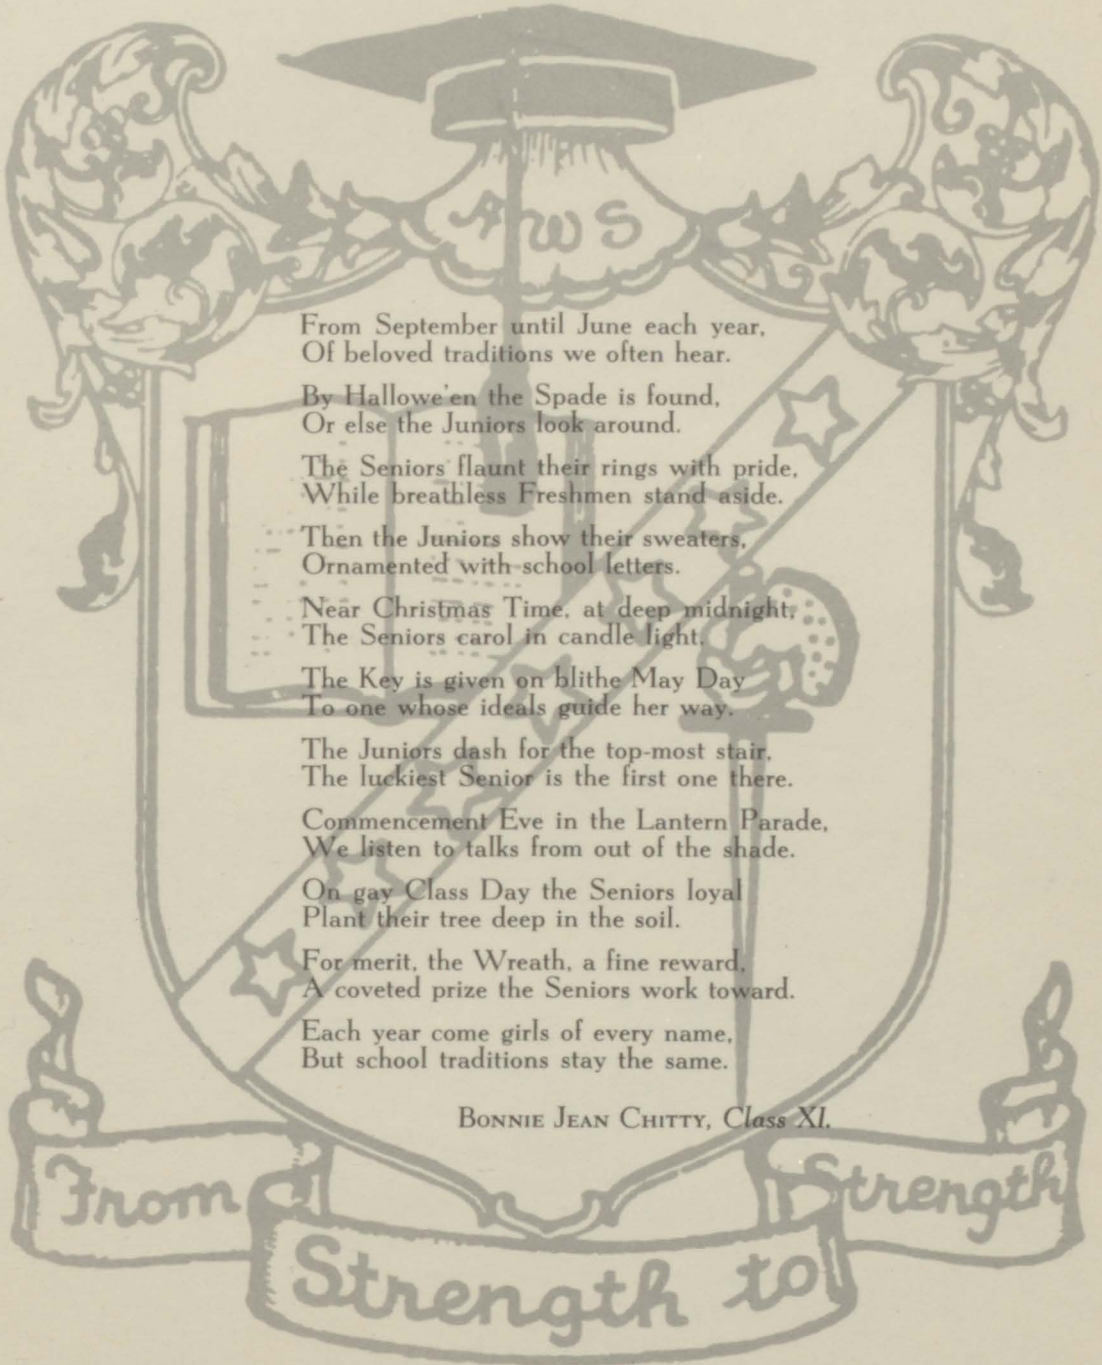 AWS
From September until June each year,
Of beloved traditions we often hear.
By Hallowe'en the Spade is found,
Or else the Juniors look around.
The Seniors flaunt their rings with pride,
While breathless Freshmen stand aside.
Then the Juniors show their sweaters,
Ornamented with school letters.
Near Christmas Time, at deep midnight,
The Seniors carol in candle light.
The Key is given on blithe May Day
To one whose ideals guide her way.
The Juniors dash for the top-most stair,
The luckiest Senior is the first one there.
Commencement Eve in the Lantern Parade,
We listen to talks from out of the shade.
On gay Class Day the Seniors loyal
Plant their tree deep in the soil.
For merit, the Wreath, a fine reward,
A coveted prize the Seniors work toward.
Each year come girls of every name,
But school traditions stay the same.
BONNIE JEAN CHITTY, Class XI.
From
Strength to
Strength